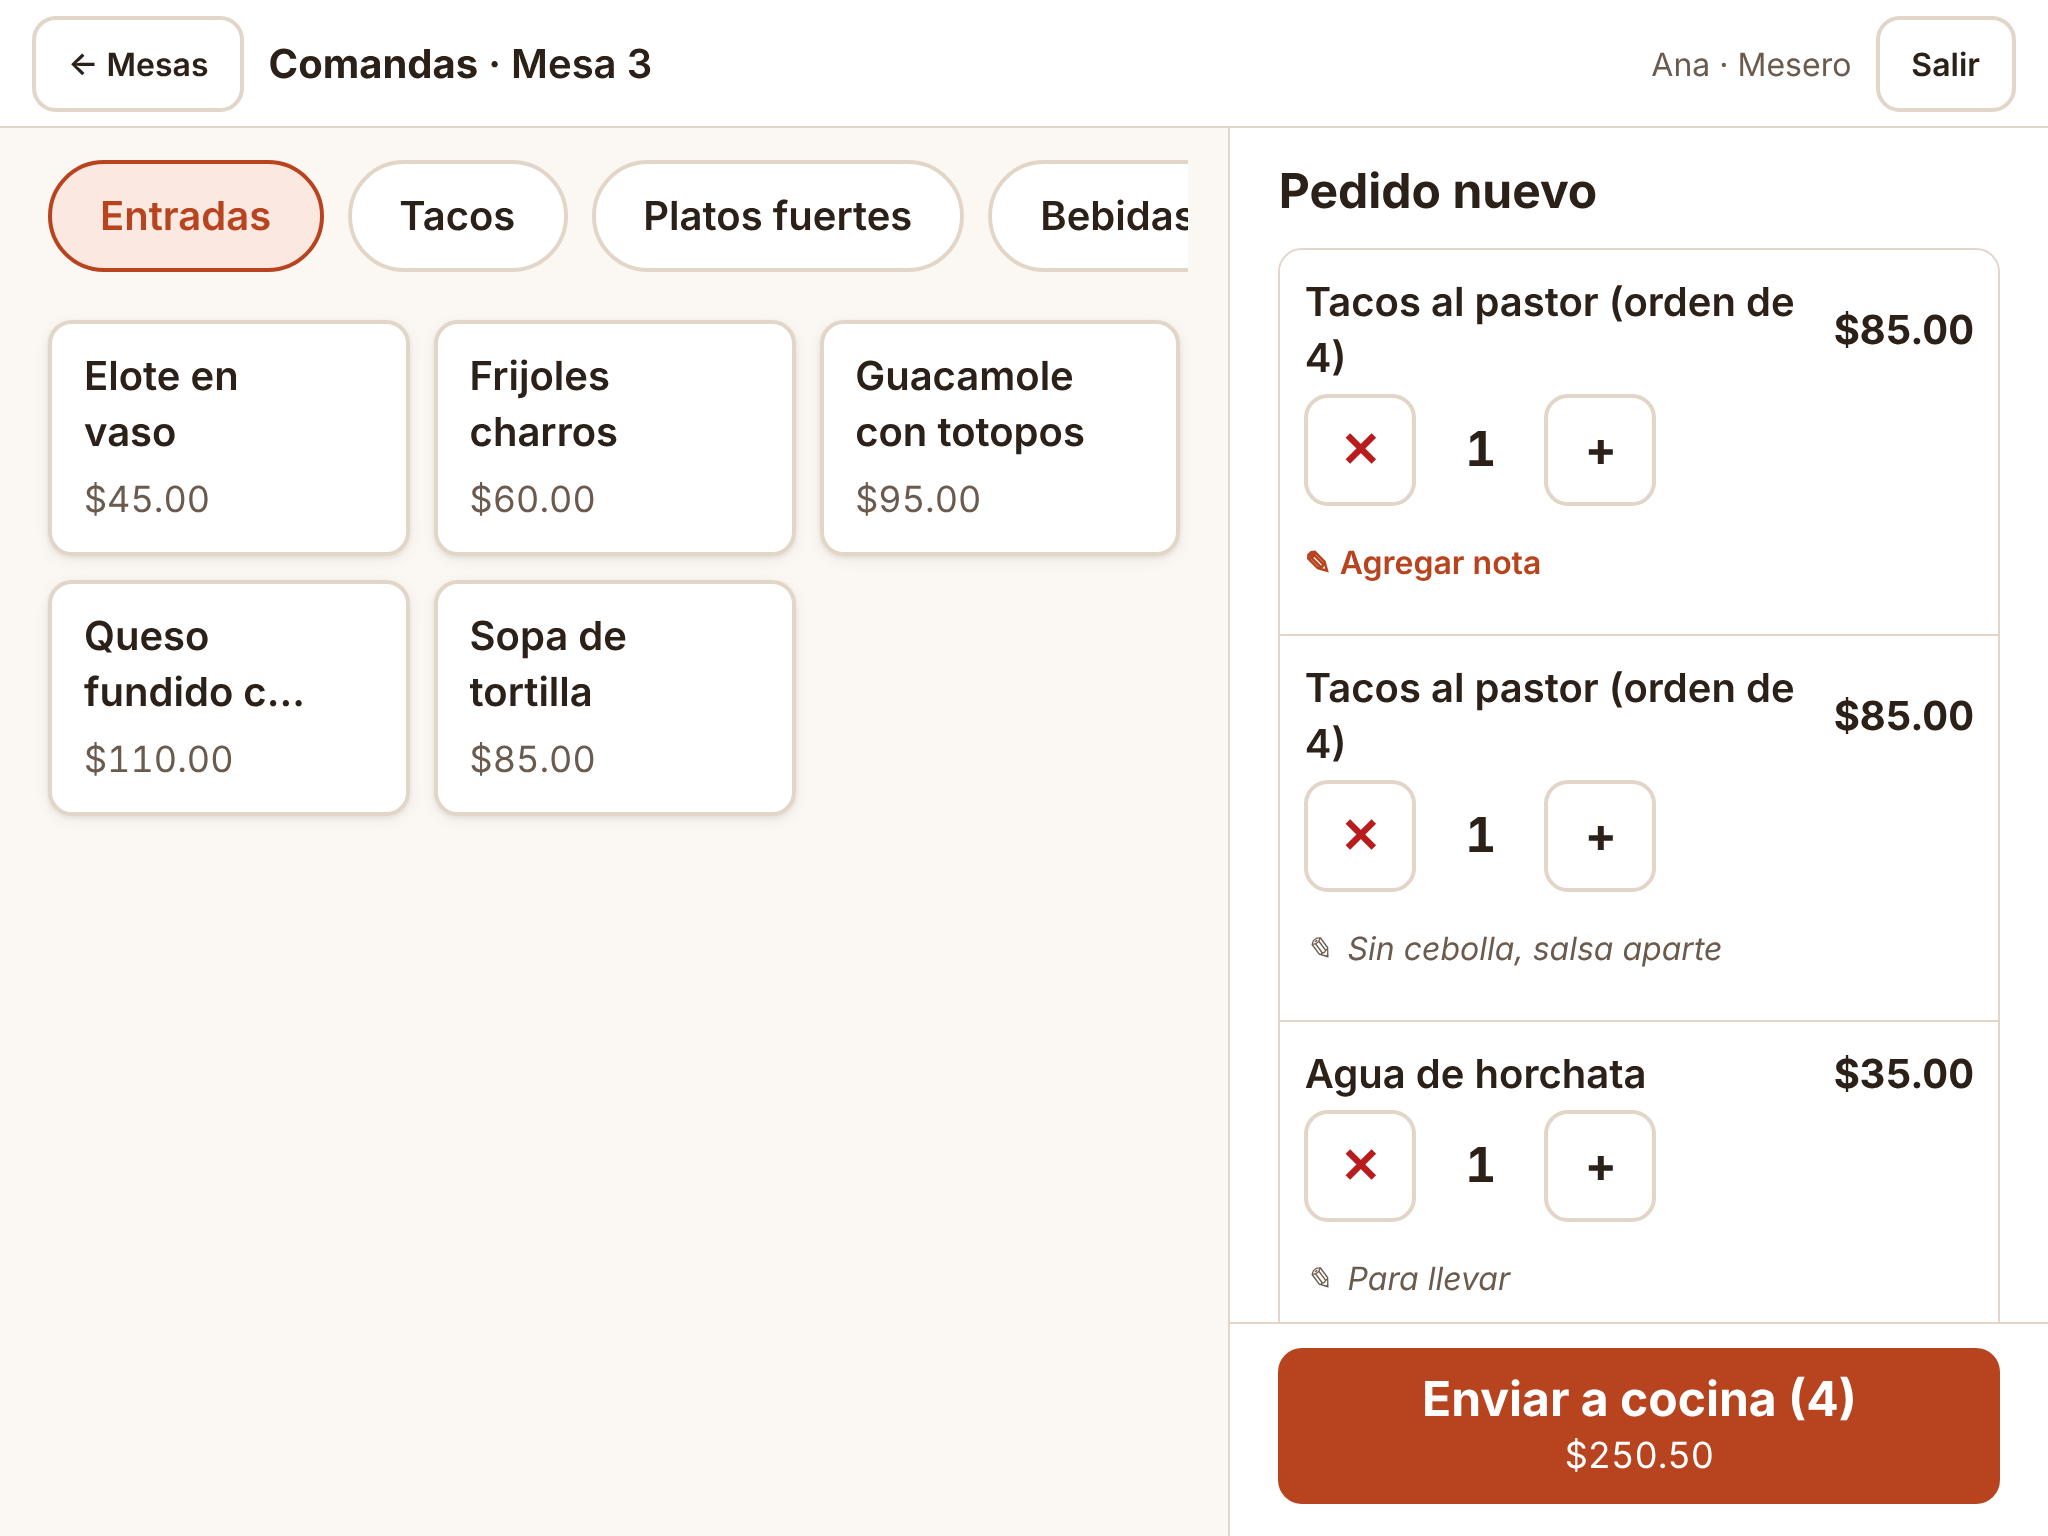 ← Mesas
Comandas · Mesa 3
Ana · Mesero
Salir
Entradas
Tacos
Platos fuertes
Bebidas
Elote en
vaso
$45.00
Frijoles
charros
$60.00
Guacamole
con totopos
$95.00
Queso
fundido c...
$110.00
Sopa de
tortilla
$85.00
Pedido nuevo
Tacos al pastor (orden de
4)
$85.00
✕ 1 +
✎ Agregar nota
Tacos al pastor (orden de
4)
$85.00
✕ 1 +
✎ Sin cebolla, salsa aparte
Agua de horchata
$35.00
✕ 1 +
✎ Para llevar
Enviar a cocina (4)
$250.50